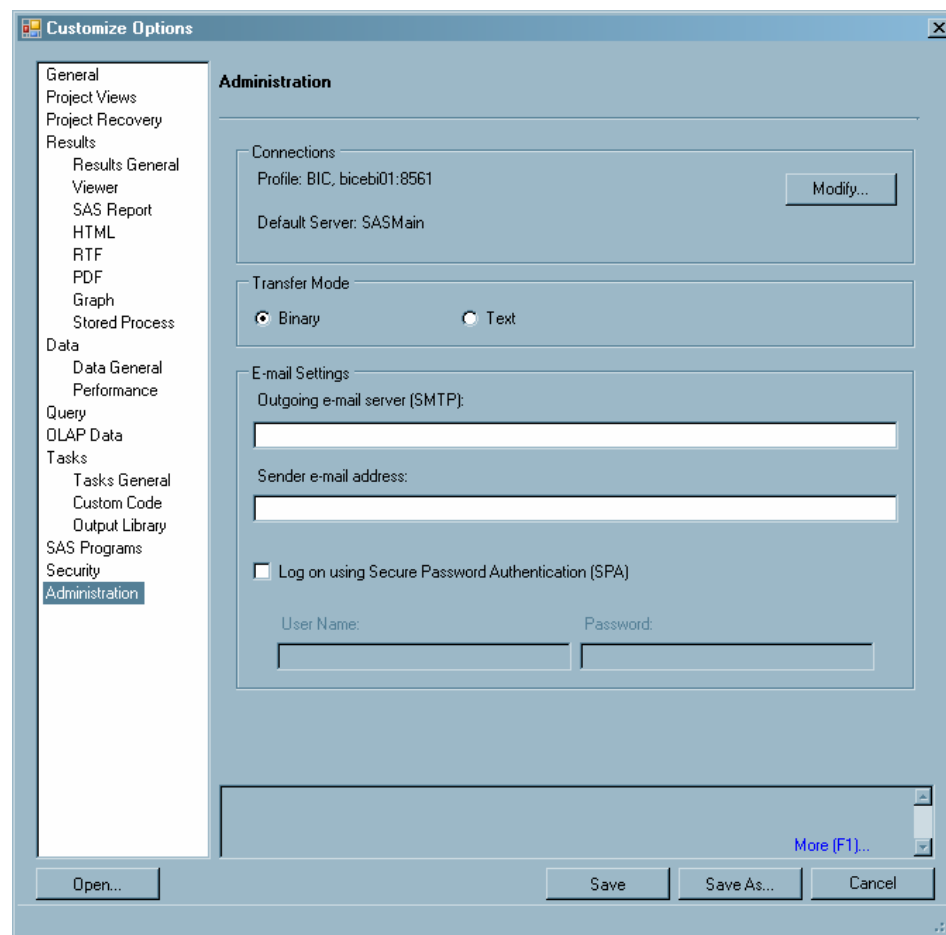 Customize Options
General
Project Views
Project Recovery
Results
Results General
Viewer
SAS Report
HTML
RTF
PDF
Graph
Stored Process
Data
Data General
Performance
Query
OLAP Data
Tasks
Tasks General
Custom Code
Output Library
SAS Programs
Security
Administration
Administration
Connections
Profile: BIC, bicebi01:8561
Modify...
Default Server: SASMain
Transfer Mode
Binary
Text
E-mail Settings
Outgoing e-mail server (SMTP):
Sender e-mail address:
Log on using Secure Password Authentication (SPA)
User Name:
Password:
More (F1)...
Open...
Save
Save As...
Cancel